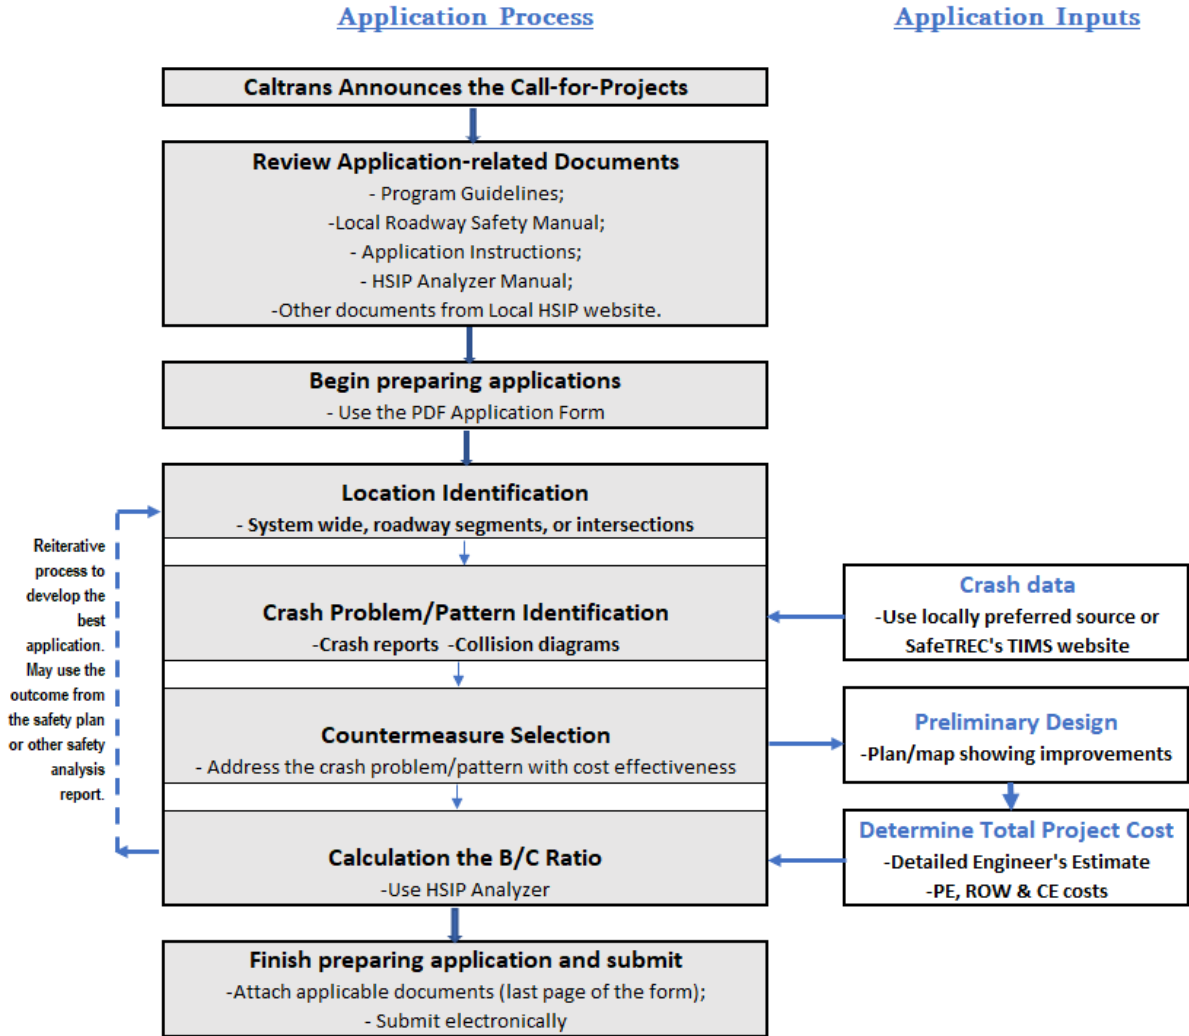 Application Process
Application Inputs
Caltrans Announces the Call-for-Projects
Review Application-related Documents
- Program Guidelines;
-Local Roadway Safety Manual;
- Application Instructions;
- HSIP Analyzer Manual;
-Other documents from Local HSIP website.
Begin preparing applications
- Use the PDF Application Form
Location Identification
- System wide, roadway segments, or intersections
Reiterative
process to
develop the
best
application.
May use the
outcome from
the safety plan
or other safety
analysis
report.
Crash Problem/Pattern Identification
-Crash reports -Collision diagrams
Crash data
-Use locally preferred source or
SafeTREC's TIMS website
Countermeasure Selection
- Address the crash problem/pattern with cost effectiveness
Preliminary Design
-Plan/map showing improvements
Calculation the B/C Ratio
-Use HSIP Analyzer
Determine Total Project Cost
-Detailed Engineer's Estimate
-PE, ROW & CE costs
Finish preparing application and submit
-Attach applicable documents (last page of the form);
- Submit electronically